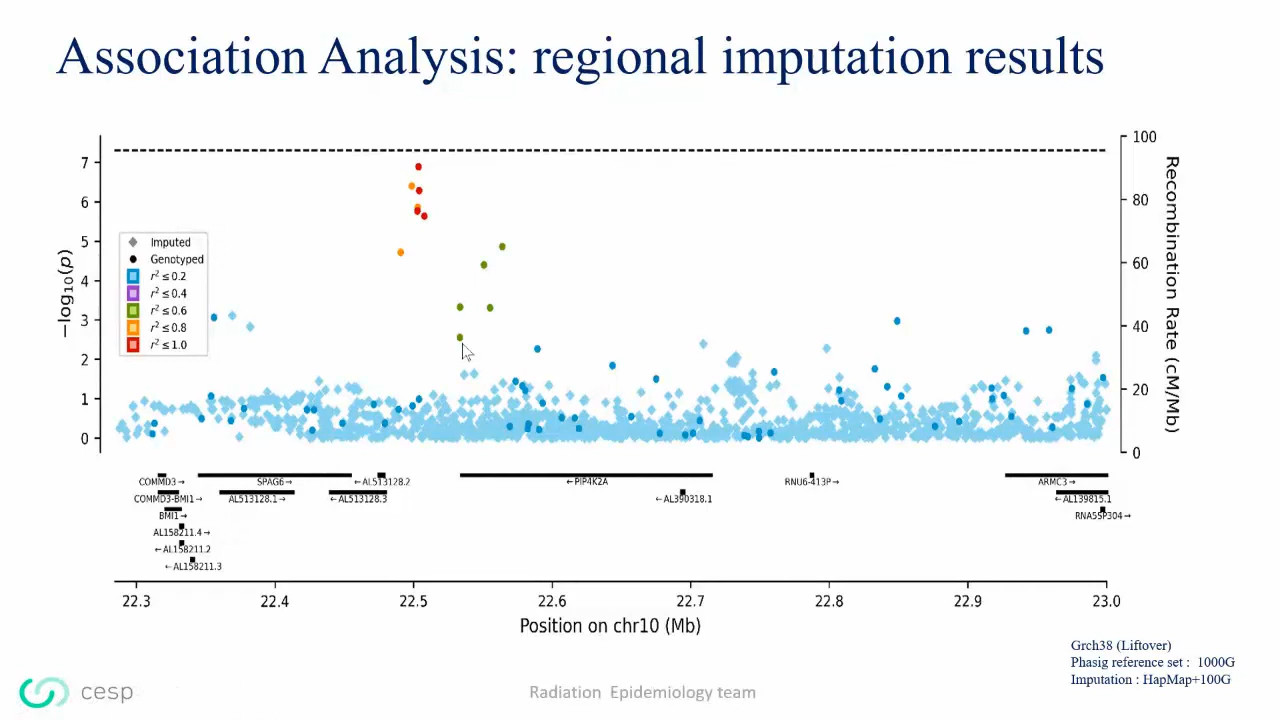 Association Analysis: regional imputation results
−log₁₀(p)
7
6
5
4
3
2
1
0
Imputed
Genotyped
r² ≤ 0.2
r² ≤ 0.4
r² ≤ 0.6
r² ≤ 0.8
r² ≤ 1.0
100
80
60
40
20
0
Recombination Rate (cM/Mb)
COMMD3→ SPAG6→ ←AL513128.2 ←PIP4K2A RNU6-413P→ ARMC3→
COMMD3-BMI1→ AL513128.1→ ←AL513128.3 ←AL390318.1 ←AL139815.1
BMI1→ RNA5SP304→
AL158211.4→
←AL158211.2
←AL158211.3
22.3 22.4 22.5 22.6 22.7 22.8 22.9 23.0
Position on chr10 (Mb)
Grch38 (Liftover)
Phasig reference set : 1000G
Imputation : HapMap+100G
cesp
Radiation Epidemiology team